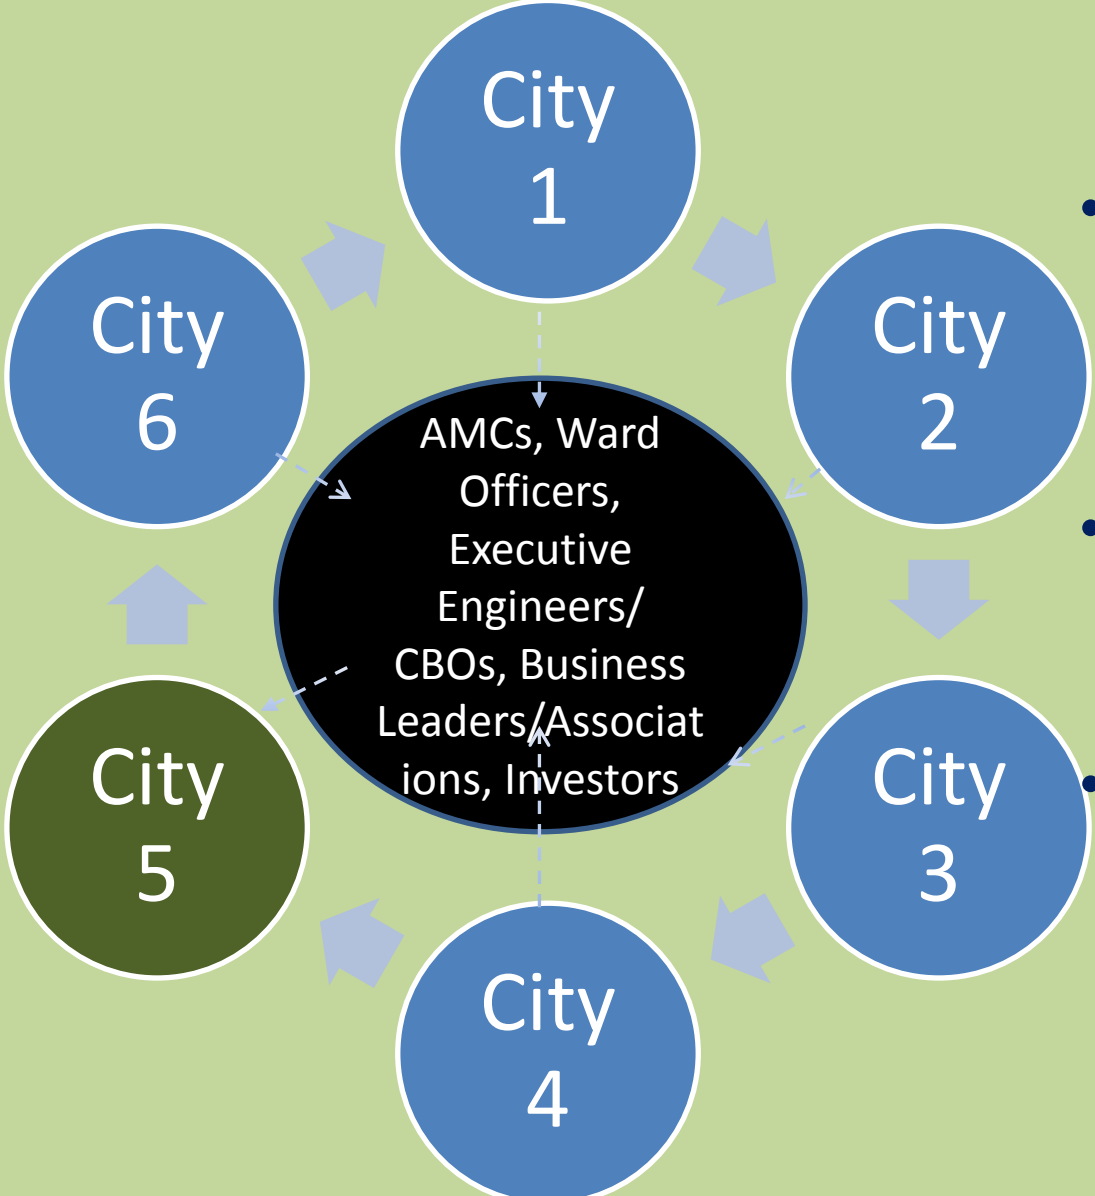 City
1
City
2
City
3
City
4
City
5
City
6
AMCs, Ward
Officers,
Executive
Engineers/
CBOs, Business
Leaders/Associat
ions, Investors